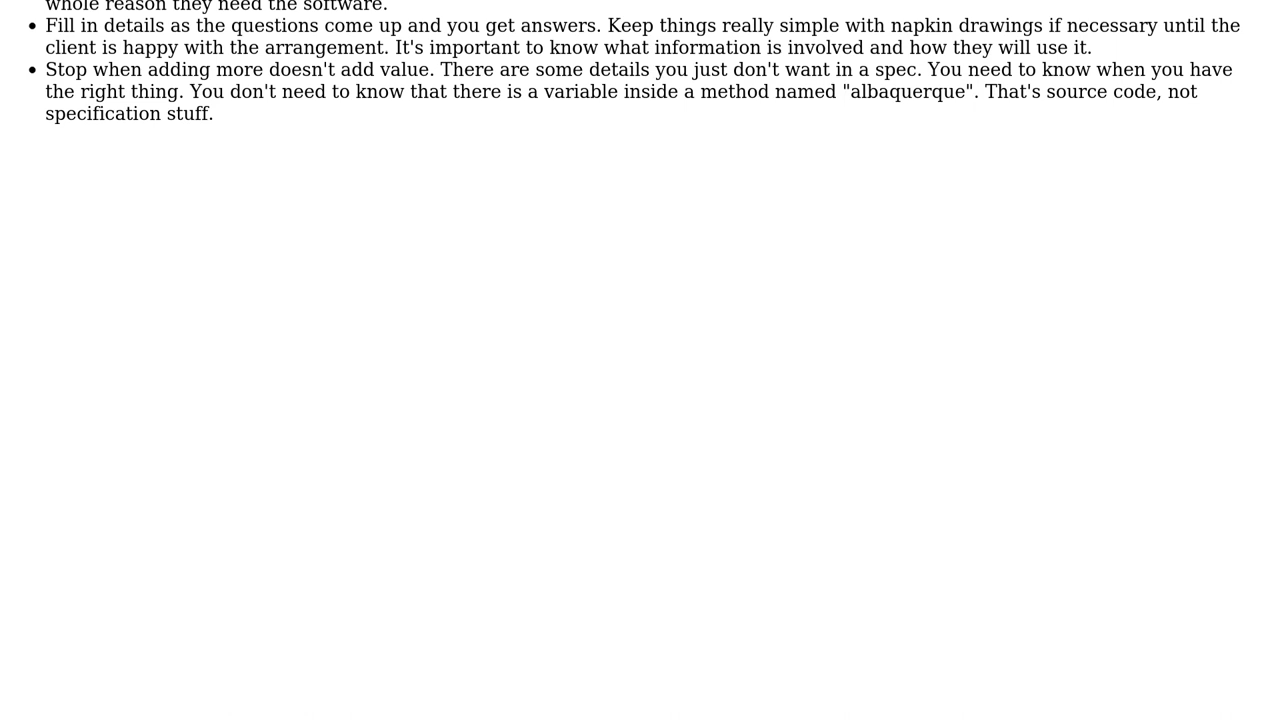 whole reason they need the software.
• Fill in details as the questions come up and you get answers. Keep things really simple with napkin drawings if necessary until the
client is happy with the arrangement. It's important to know what information is involved and how they will use it.
• Stop when adding more doesn't add value. There are some details you just don't want in a spec. You need to know when you have
the right thing. You don't need to know that there is a variable inside a method named "albaquerque". That's source code, not
specification stuff.